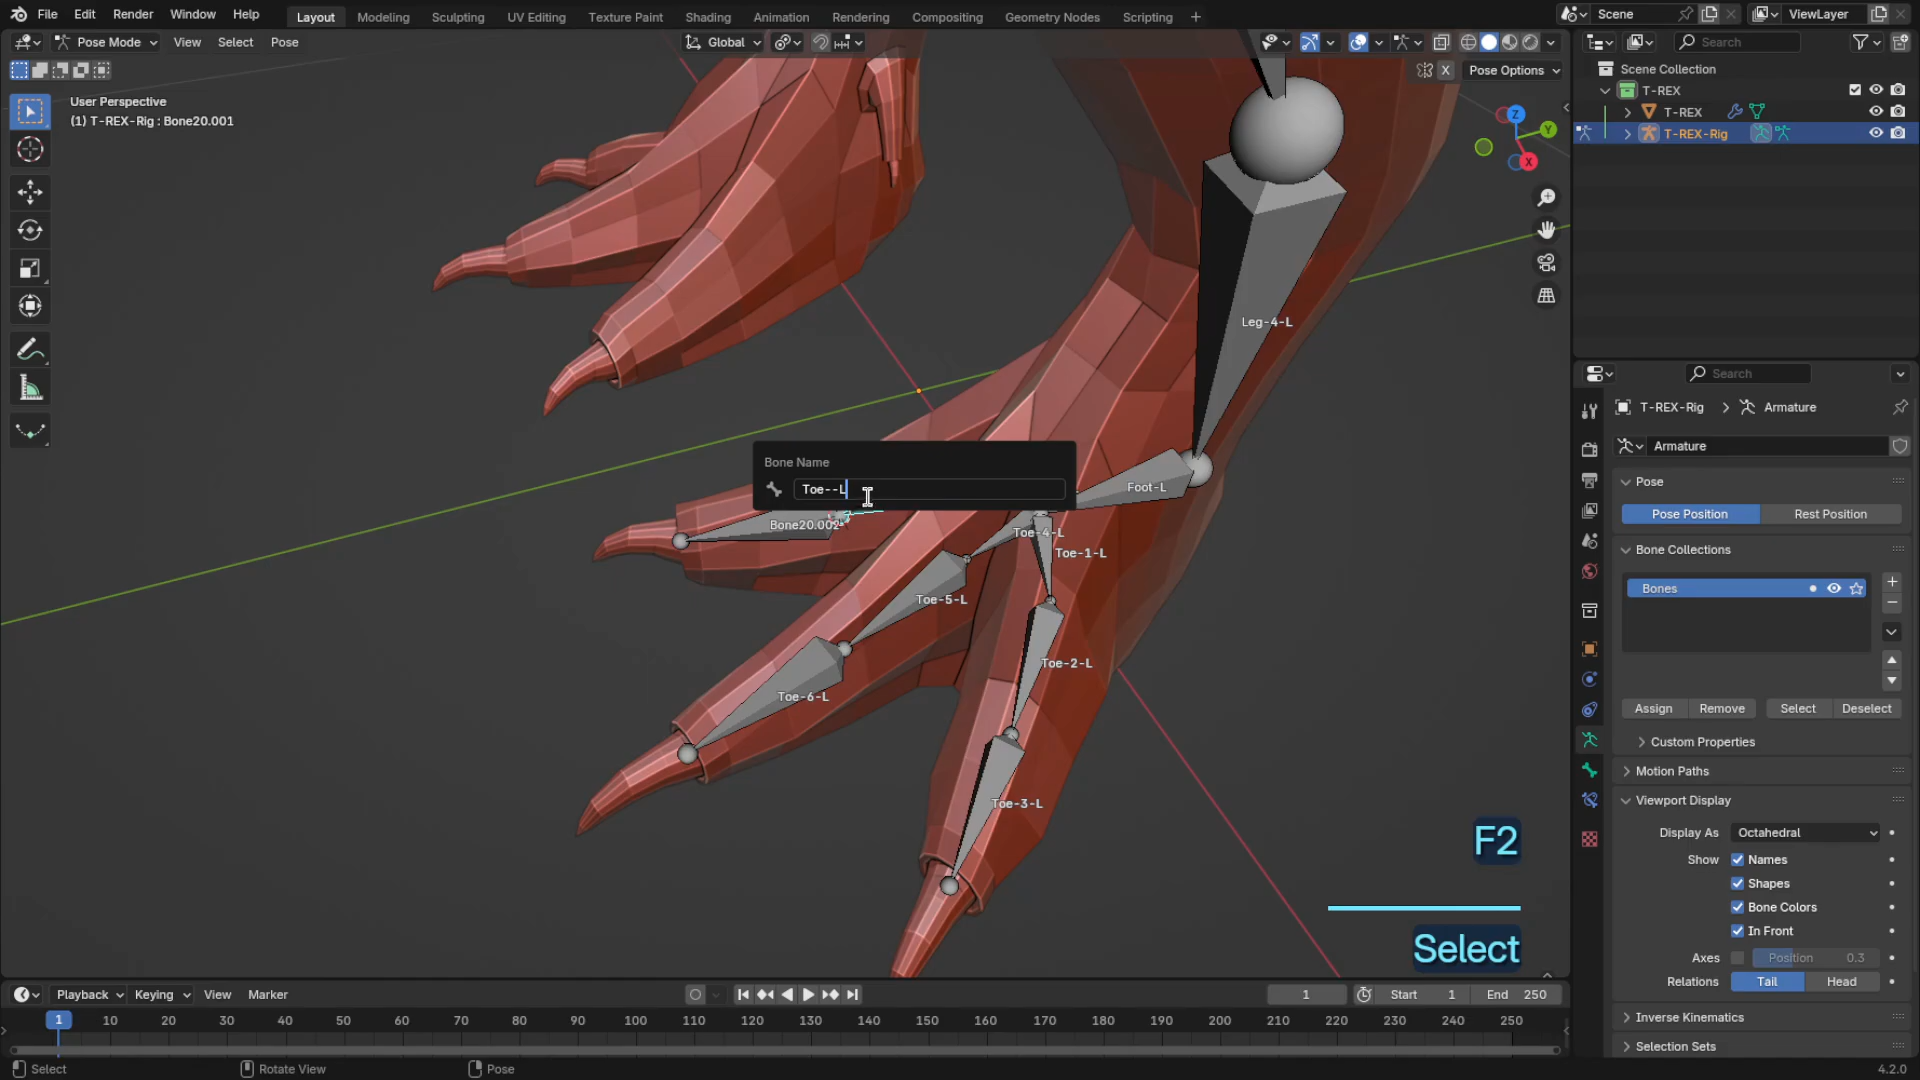 File Edit Render Window Help Layout Modeling Sculpting UV Editing Texture Paint Shading Animation Rendering Compositing Geometry Nodes Scripting + Scene ViewLayer
Pose Mode View Select Pose Global Search
X Pose Options
Scene Collection
User Perspective
T-REX
(1) T-REX-Rig : Bone20.001
T-REX
T-REX-Rig
Z
Y
X
Leg-4-L
Search
T-REX-Rig > Armature
Armature
Pose
Pose Position Rest Position
Bone Collections
Bones
Assign Remove Select Deselect
Custom Properties
Motion Paths
Viewport Display
Display As Octahedral
Show Names
Shapes
Bone Colors
In Front
Axes Position 0.3
Relations Tail Head
Inverse Kinematics
Selection Sets
Bone Name
Toe--L
Foot-L
Bone20.002
Toe-4-L
Toe-1-L
Toe-5-L
Toe-2-L
Toe-6-L
Toe-3-L
F2
Select
Playback Keying View Marker 1 Start 1 End 250
1 10 20 30 40 50 60 70 80 90 100 110 120 130 140 150 160 170 180 190 200 210 220 230 240 250
Select Rotate View Pose 4.2.0